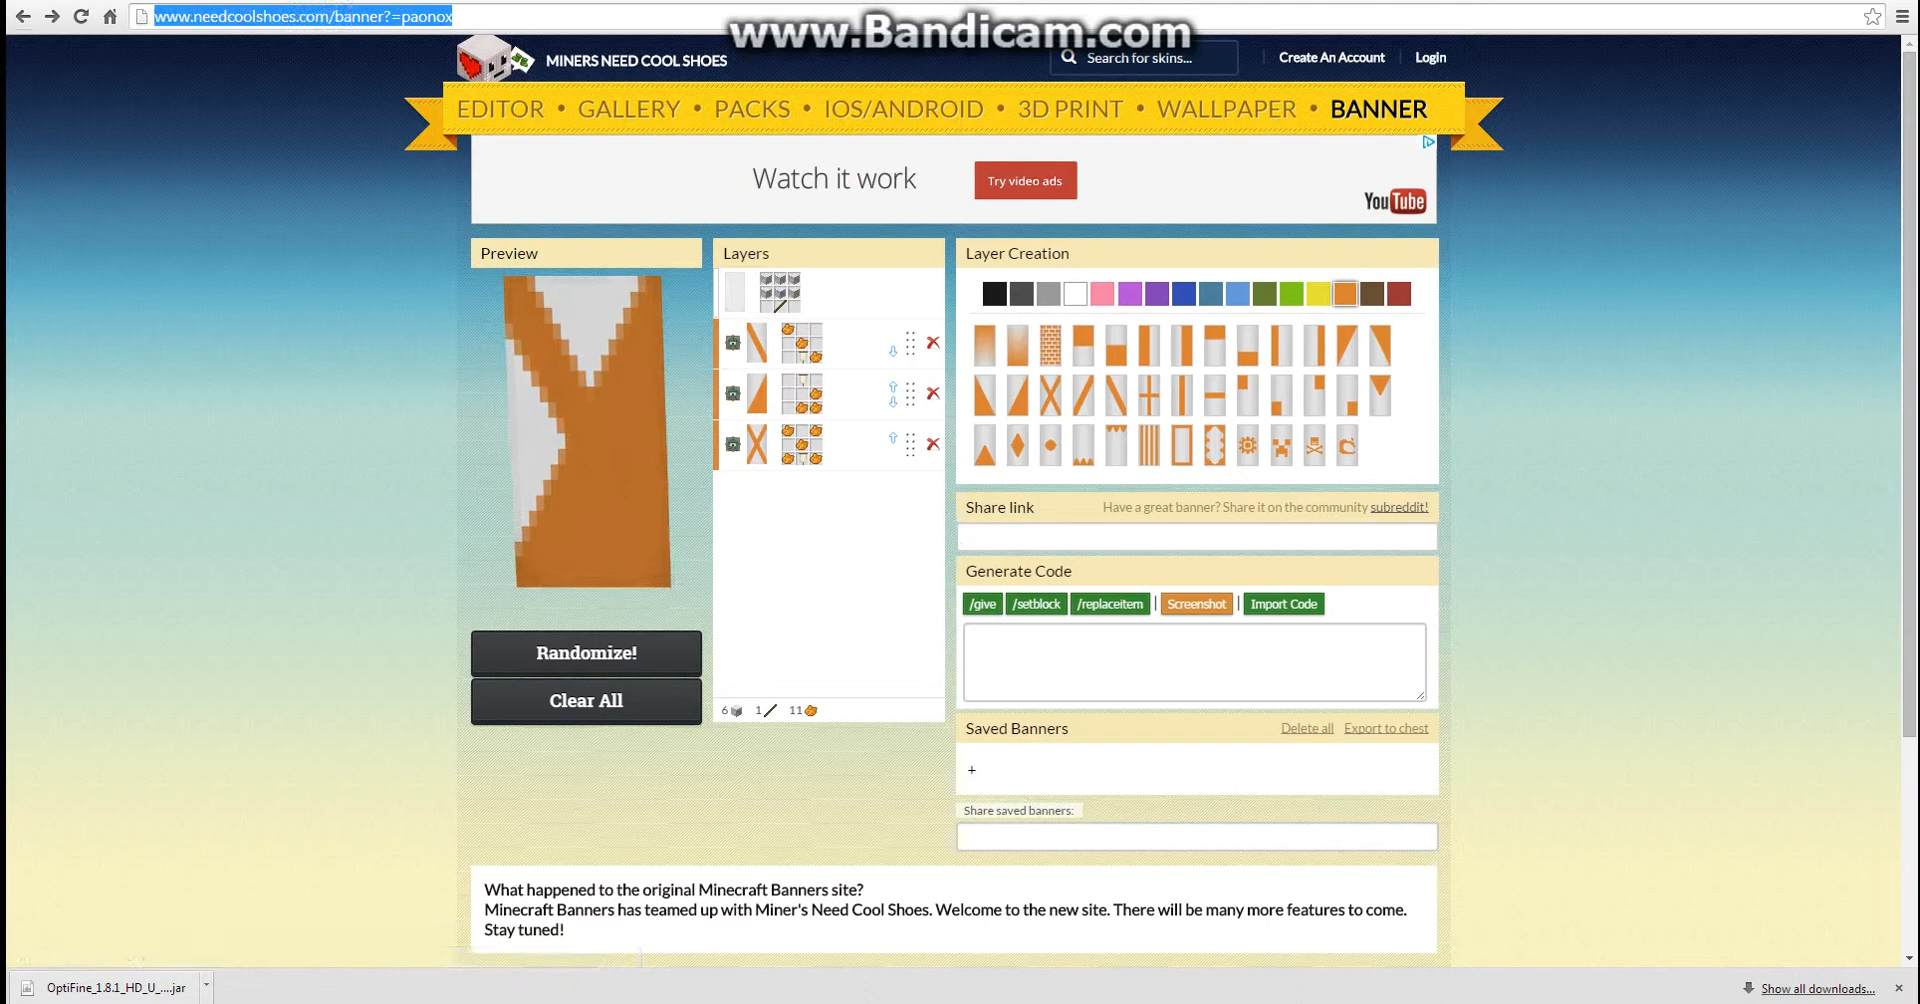 www.needcoolshoes.com/banner?=paonox
www.Bandicam.com
MINERS NEED COOL SHOES
Search for skins...
Create An Account
Login
EDITOR • GALLERY • PACKS • IOS/ANDROID • 3D PRINT • WALLPAPER • BANNER
Watch it work
Try video ads
YouTube
Preview
Layers
Layer Creation
Share link
Have a great banner? Share it on the community subreddit!
Generate Code
/give
/setblock
/replaceitem
|
Screenshot
|
Import Code
Randomize!
Clear All
6
1
11
Saved Banners
Delete all
Export to chest
+
Share saved banners:
What happened to the original Minecraft Banners site?
Minecraft Banners has teamed up with Miner's Need Cool Shoes. Welcome to the new site. There will be many more features to come.
Stay tuned!
OptiFine_1.8.1_HD_U_....jar
Show all downloads...